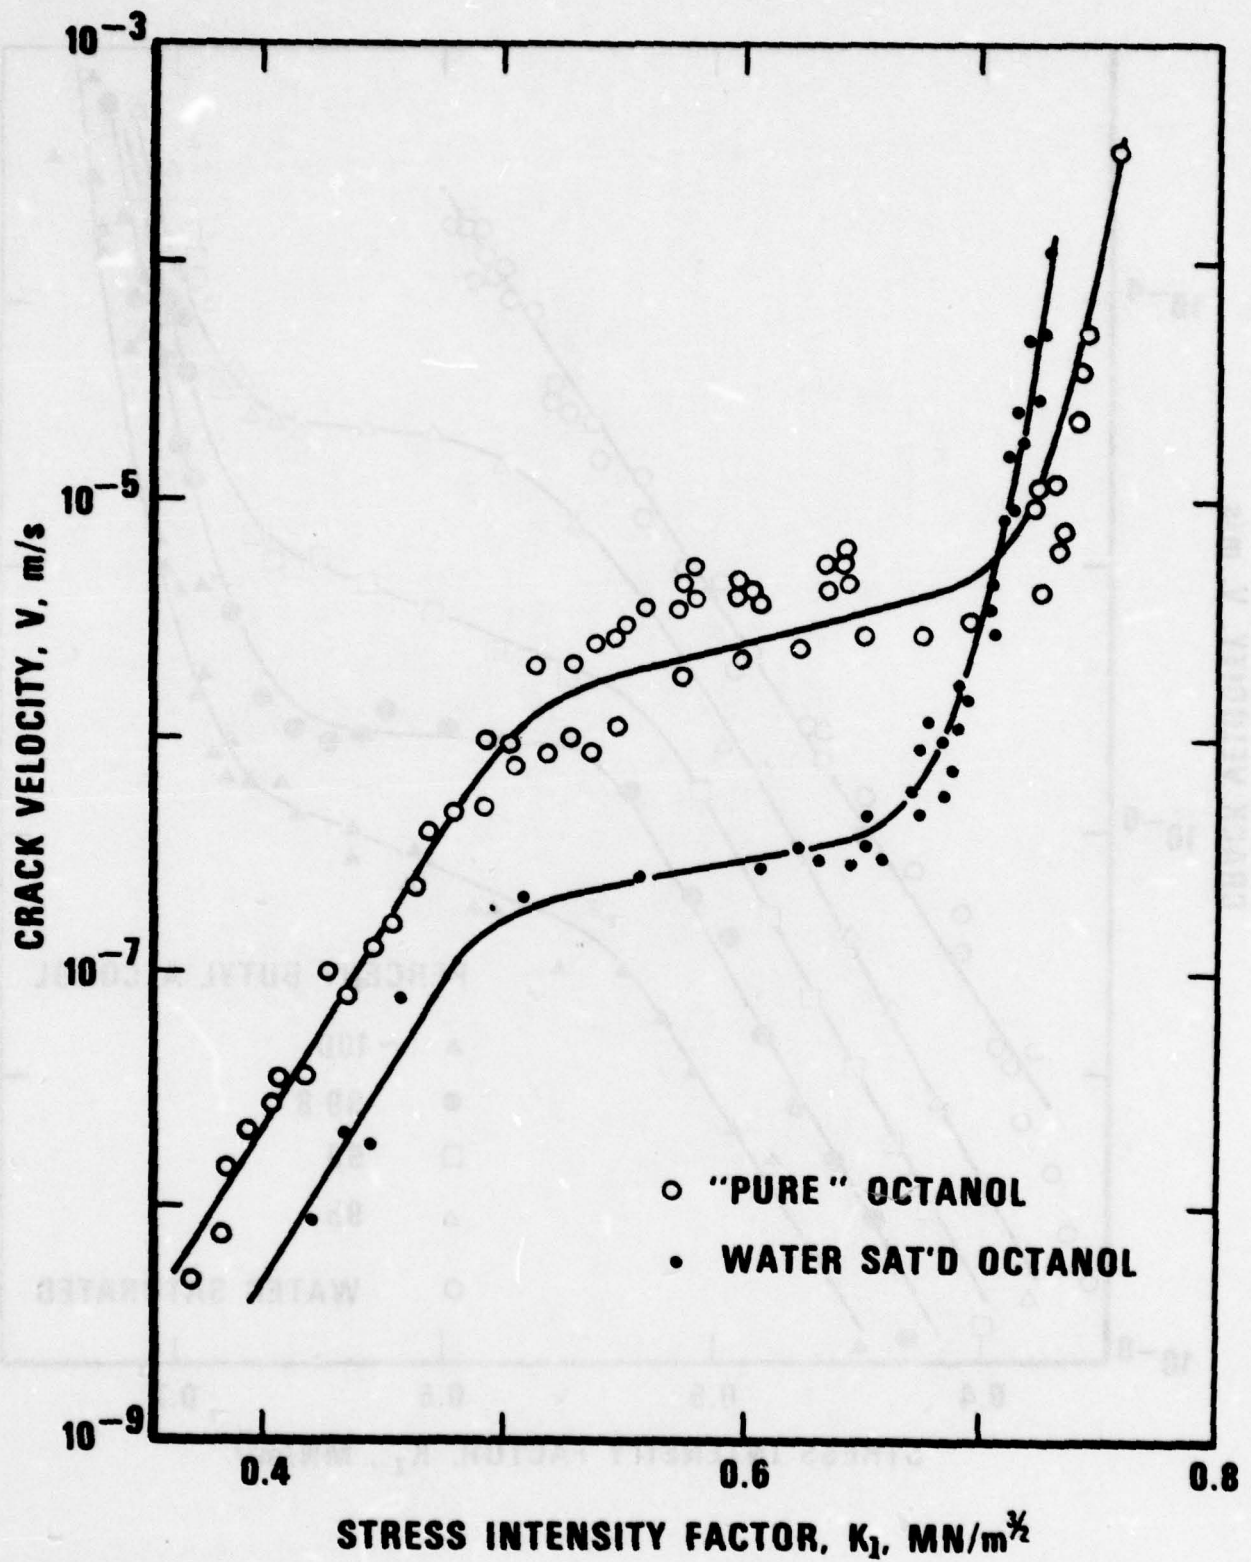 10⁻³
10⁻⁵
10⁻⁷
10⁻⁹
CRACK VELOCITY, V, m/s
"PURE" OCTANOL
WATER SAT'D OCTANOL
0.4 0.6 0.8
STRESS INTENSITY FACTOR, K_I, MN/m^3/2